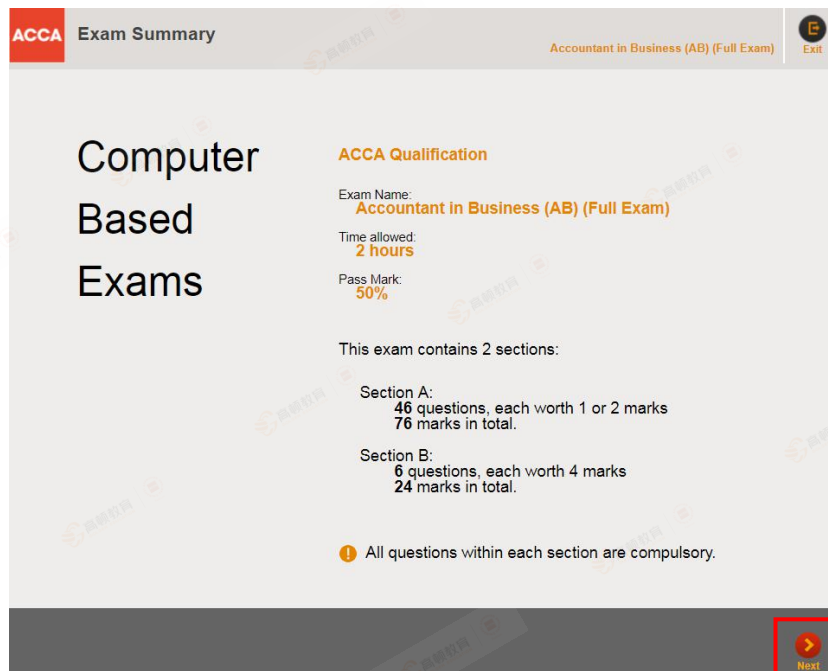 ACCA
Exam Summary
Accountant in Business (AB) (Full Exam)
Exit
Computer
Based
Exams
ACCA Qualification
Exam Name:
Accountant in Business (AB) (Full Exam)
Time allowed:
2 hours
Pass Mark:
50%
This exam contains 2 sections:
Section A:
46 questions, each worth 1 or 2 marks
76 marks in total.
Section B:
6 questions, each worth 4 marks
24 marks in total.
All questions within each section are compulsory.
Next